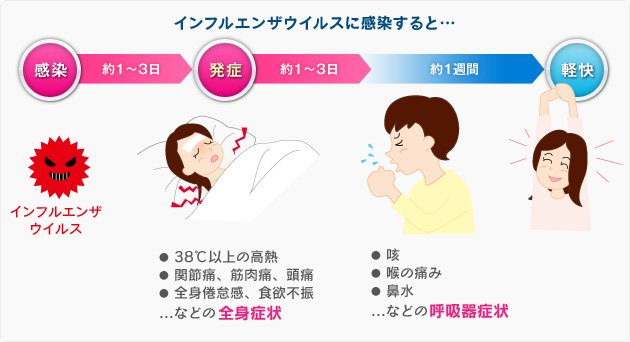 インフルエンザウイルスに感染すると…
感染
約1〜3日
発症
約1〜3日
約1週間
軽快
インフルエンザ
ウイルス
● 38℃以上の高熱
● 関節痛、筋肉痛、頭痛
● 全身倦怠感、食欲不振
…などの 全身症状
● 咳
● 喉の痛み
● 鼻水
…などの 呼吸器症状